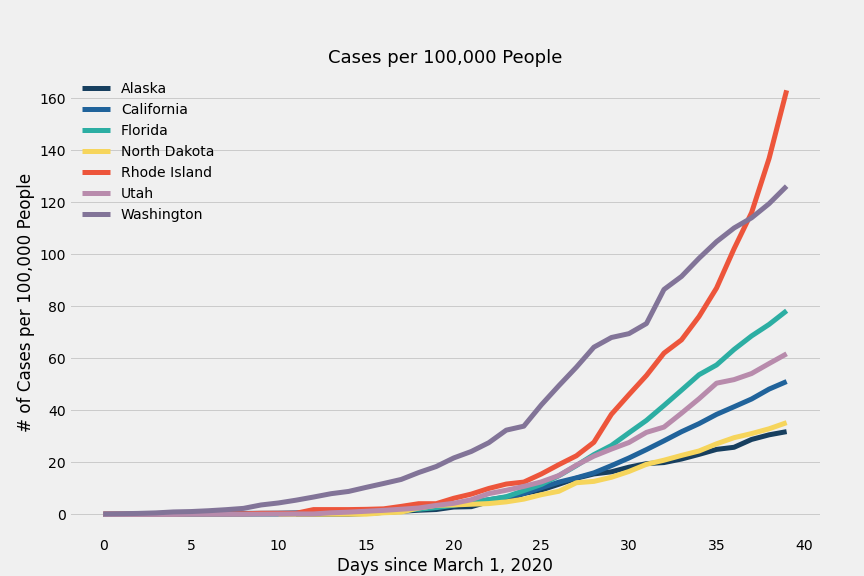 Cases per 100,000 People
Alaska
California
Florida
North Dakota
Rhode Island
Utah
Washington
# of Cases per 100,000 People
160
140
120
100
80
60
40
20
0
0 5 10 15 20 25 30 35 40
Days since March 1, 2020